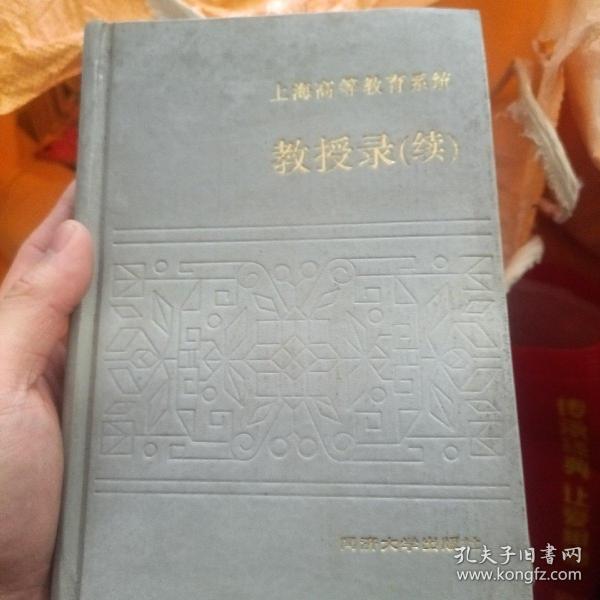 上海高等教育系统
教授录(续)
同济大学出版社
孔夫子旧书网
www.kongfz.com